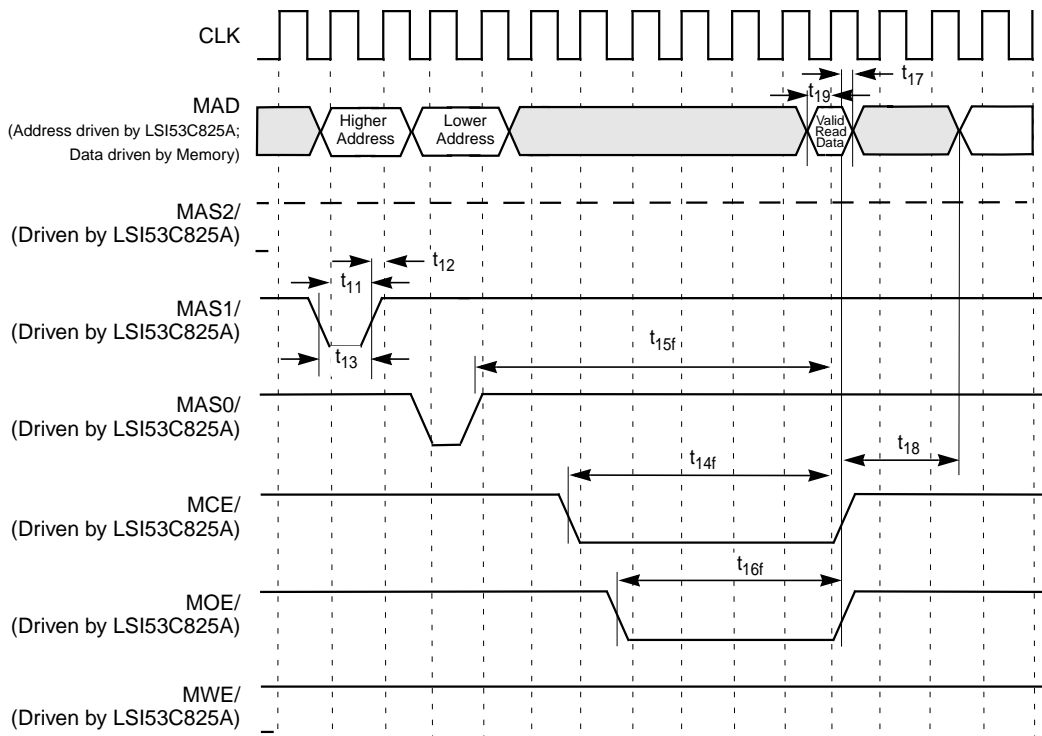 CLK
t17
t19
MAD
(Address driven by LSI53C825A;
Data driven by Memory)
Higher
Address
Lower
Address
Valid
Read
Data
MAS2/
(Driven by LSI53C825A)
t12
t11
MAS1/
(Driven by LSI53C825A)
t13
t15f
MAS0/
(Driven by LSI53C825A)
t14f
t18
MCE/
(Driven by LSI53C825A)
t16f
MOE/
(Driven by LSI53C825A)
MWE/
(Driven by LSI53C825A)